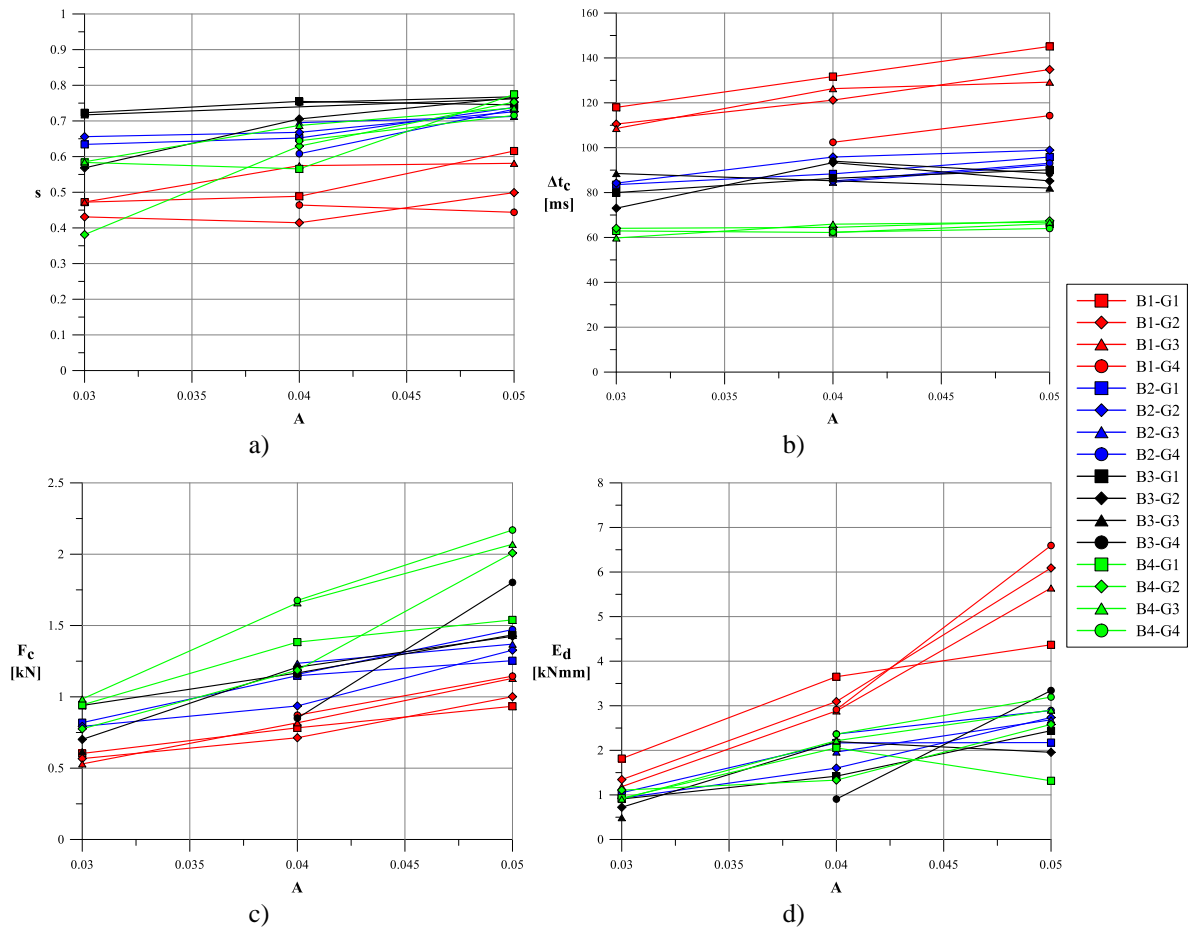 1
0.9
0.8
0.7
0.6
s
0.5
0.4
0.3
0.2
0.1
0
0.03 0.035 0.04 0.045 0.05
A
a)
160
140
120
100
Δtc
[ms]
80
60
40
20
0
0.03 0.035 0.04 0.045 0.05
A
b)
2.5
2
1.5
Fc
[kN]
1
0.5
0
0.03 0.035 0.04 0.045 0.05
A
c)
8
7
6
5
Ed
[kNmm]
4
3
2
1
0
0.03 0.035 0.04 0.045 0.05
A
d)
B1-G1
B1-G2
B1-G3
B1-G4
B2-G1
B2-G2
B2-G3
B2-G4
B3-G1
B3-G2
B3-G3
B3-G4
B4-G1
B4-G2
B4-G3
B4-G4